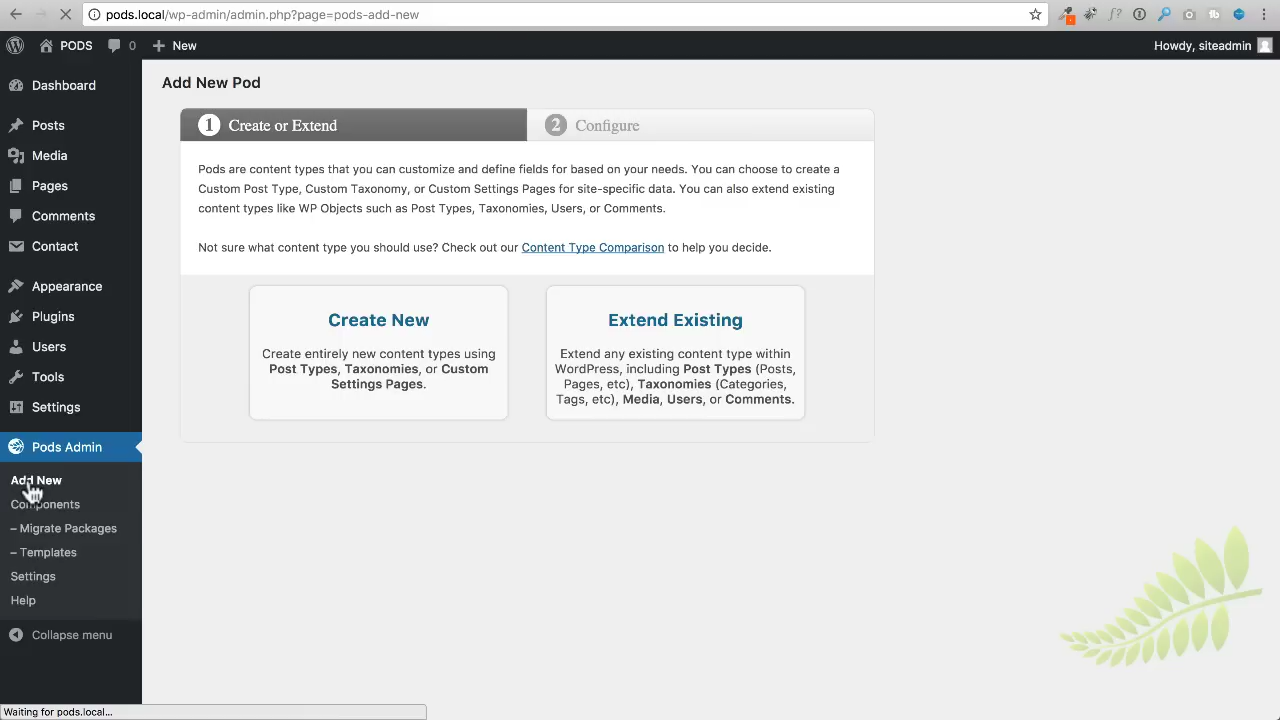 pods.local/wp-admin/admin.php?page=pods-add-new
PODS 0 New Howdy, siteadmin
Dashboard
Posts
Media
Pages
Comments
Contact
Appearance
Plugins
Users
Tools
Settings
Pods Admin
Add New
Components
– Migrate Packages
– Templates
Settings
Help
Collapse menu
Add New Pod
1 Create or Extend
2 Configure
Pods are content types that you can customize and define fields for based on your needs. You can choose to create a
Custom Post Type, Custom Taxonomy, or Custom Settings Pages for site-specific data. You can also extend existing
content types like WP Objects such as Post Types, Taxonomies, Users, or Comments.
Not sure what content type you should use? Check out our Content Type Comparison to help you decide.
Create New
Create entirely new content types using
Post Types, Taxonomies, or Custom
Settings Pages.
Extend Existing
Extend any existing content type within
WordPress, including Post Types (Posts,
Pages, etc), Taxonomies (Categories,
Tags, etc), Media, Users, or Comments.
Waiting for pods.local...